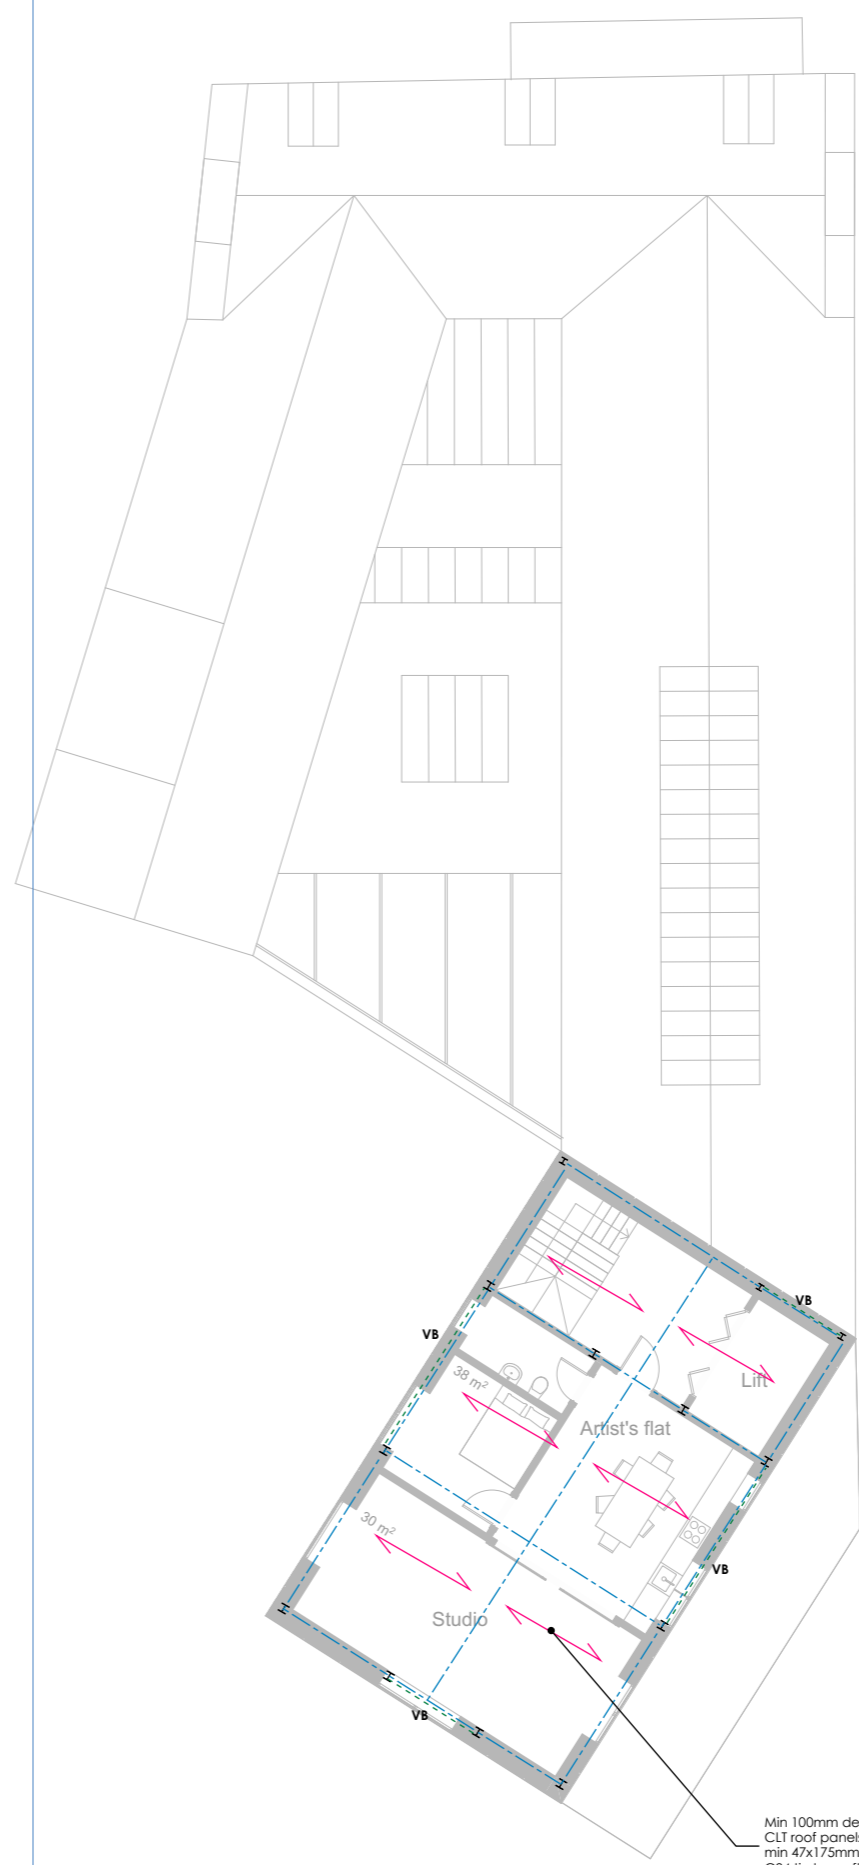 VB
VB
Lift
38 m²
Artist's flat
30 m²
VB
Studio
VB
Min 100mm de
CLT roof panels
min 47x175mm